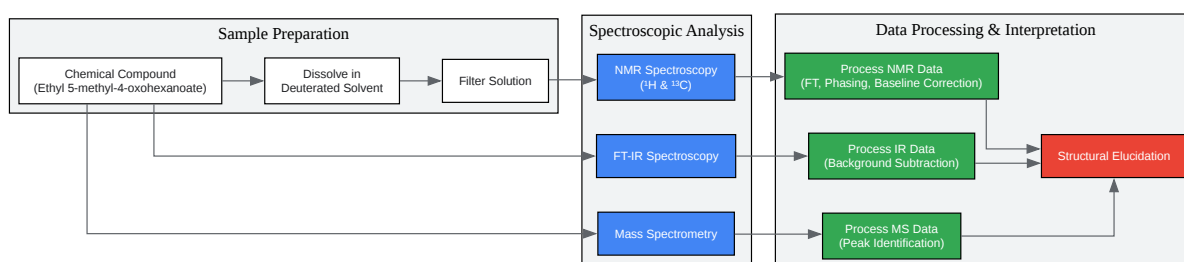 Sample Preparation
Chemical Compound
(Ethyl 5-methyl-4-oxohexanoate)
Dissolve in
Deuterated Solvent
Filter Solution
Spectroscopic Analysis
NMR Spectroscopy
(¹H & ¹³C)
FT-IR Spectroscopy
Mass Spectrometry
Data Processing & Interpretation
Process NMR Data
(FT, Phasing, Baseline Correction)
Process IR Data
(Background Subtraction)
Process MS Data
(Peak Identification)
Structural Elucidation